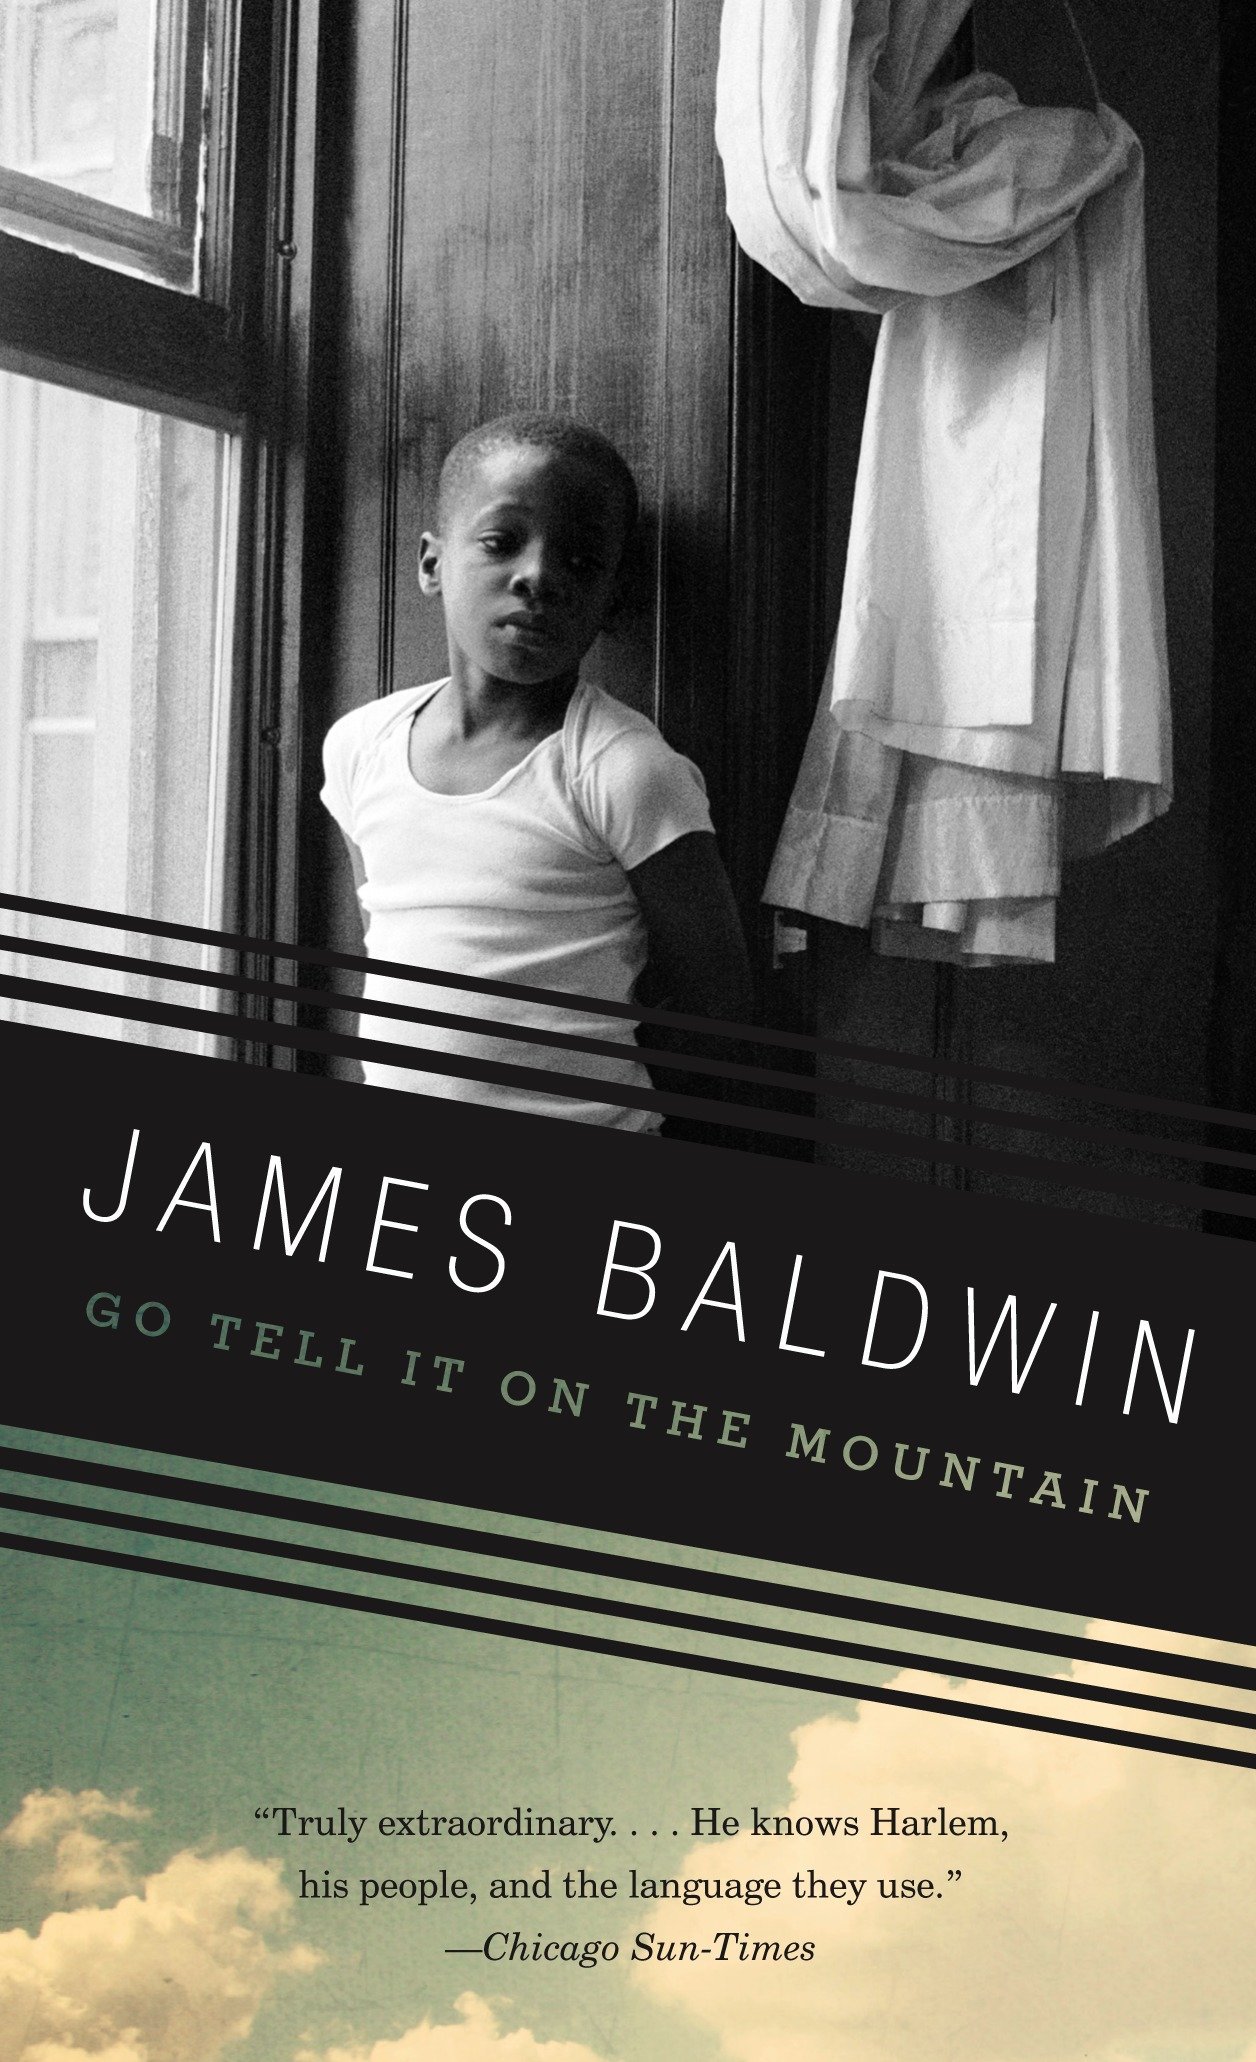 JAMES BALDWIN
GO TELL IT ON THE MOUNTAIN
“Truly extraordinary. . . . He knows Harlem,
his people, and the language they use.”
—Chicago Sun-Times